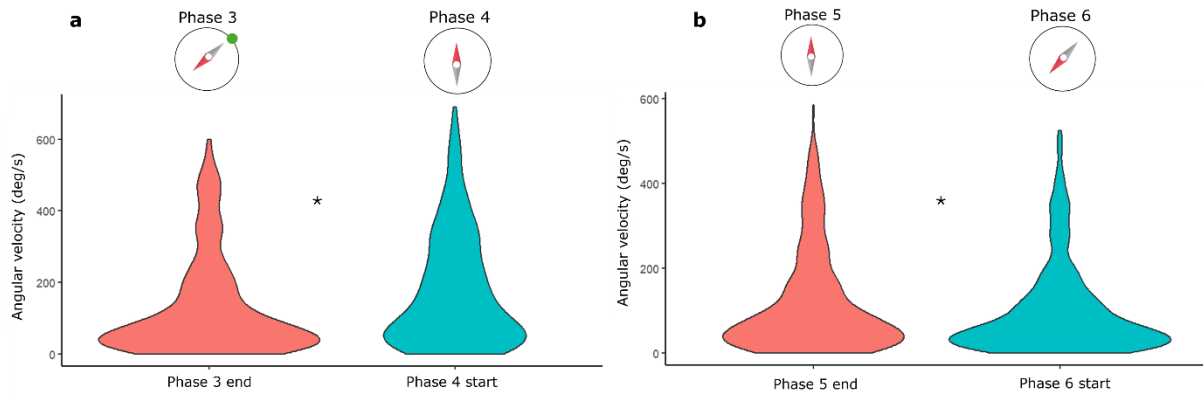 a
Phase 3
Phase 4
Angular velocity (deg/s)
600
400
200
0
*
Phase 3 end
Phase 4 start
b
Phase 5
Phase 6
Angular velocity (deg/s)
600
400
200
0
*
Phase 5 end
Phase 6 start